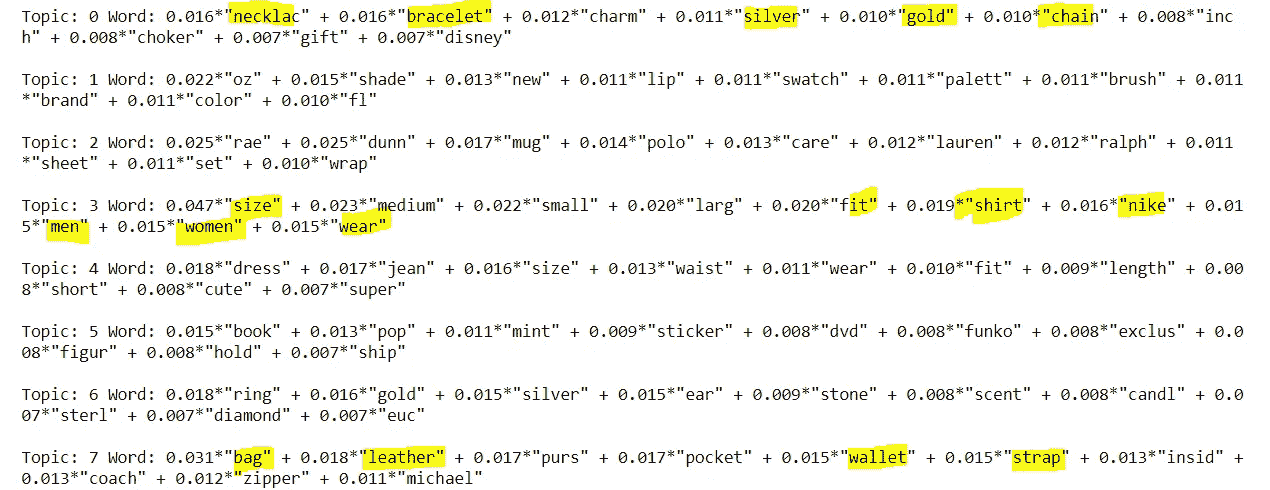 Topic: 0 Word: 0.016*"necklac" + 0.016*"bracelet" + 0.012*"charm" + 0.011*"silver" + 0.010*"gold" + 0.010*"chain" + 0.008*"inc
h" + 0.008*"choker" + 0.007*"gift" + 0.007*"disney"
Topic: 1 Word: 0.022*"oz" + 0.015*"shade" + 0.013*"new" + 0.011*"lip" + 0.011*"swatch" + 0.011*"palett" + 0.011*"brush" + 0.011
*"brand" + 0.011*"color" + 0.010*"fl"
Topic: 2 Word: 0.025*"rae" + 0.025*"dunn" + 0.017*"mug" + 0.014*"polo" + 0.013*"care" + 0.012*"lauren" + 0.012*"ralph" + 0.011
*"sheet" + 0.011*"set" + 0.010*"wrap"
Topic: 3 Word: 0.047*"size" + 0.023*"medium" + 0.022*"small" + 0.020*"larg" + 0.020*"fit" + 0.019*"shirt" + 0.016*"nike" + 0.01
5*"men" + 0.015*"women" + 0.015*"wear"
Topic: 4 Word: 0.018*"dress" + 0.017*"jean" + 0.016*"size" + 0.013*"waist" + 0.011*"wear" + 0.010*"fit" + 0.009*"length" + 0.00
8*"short" + 0.008*"cute" + 0.007*"super"
Topic: 5 Word: 0.015*"book" + 0.013*"pop" + 0.011*"mint" + 0.009*"sticker" + 0.008*"dvd" + 0.008*"funko" + 0.008*"exclus" + 0.0
08*"figur" + 0.008*"hold" + 0.007*"ship"
Topic: 6 Word: 0.018*"ring" + 0.016*"gold" + 0.015*"silver" + 0.015*"ear" + 0.009*"stone" + 0.008*"scent" + 0.008*"candl" + 0.0
07*"sterl" + 0.007*"diamond" + 0.007*"euc"
Topic: 7 Word: 0.031*"bag" + 0.018*"leather" + 0.017*"purs" + 0.017*"pocket" + 0.015*"wallet" + 0.015*"strap" + 0.013*"insid" +
0.013*"coach" + 0.012*"zipper" + 0.011*"michael"